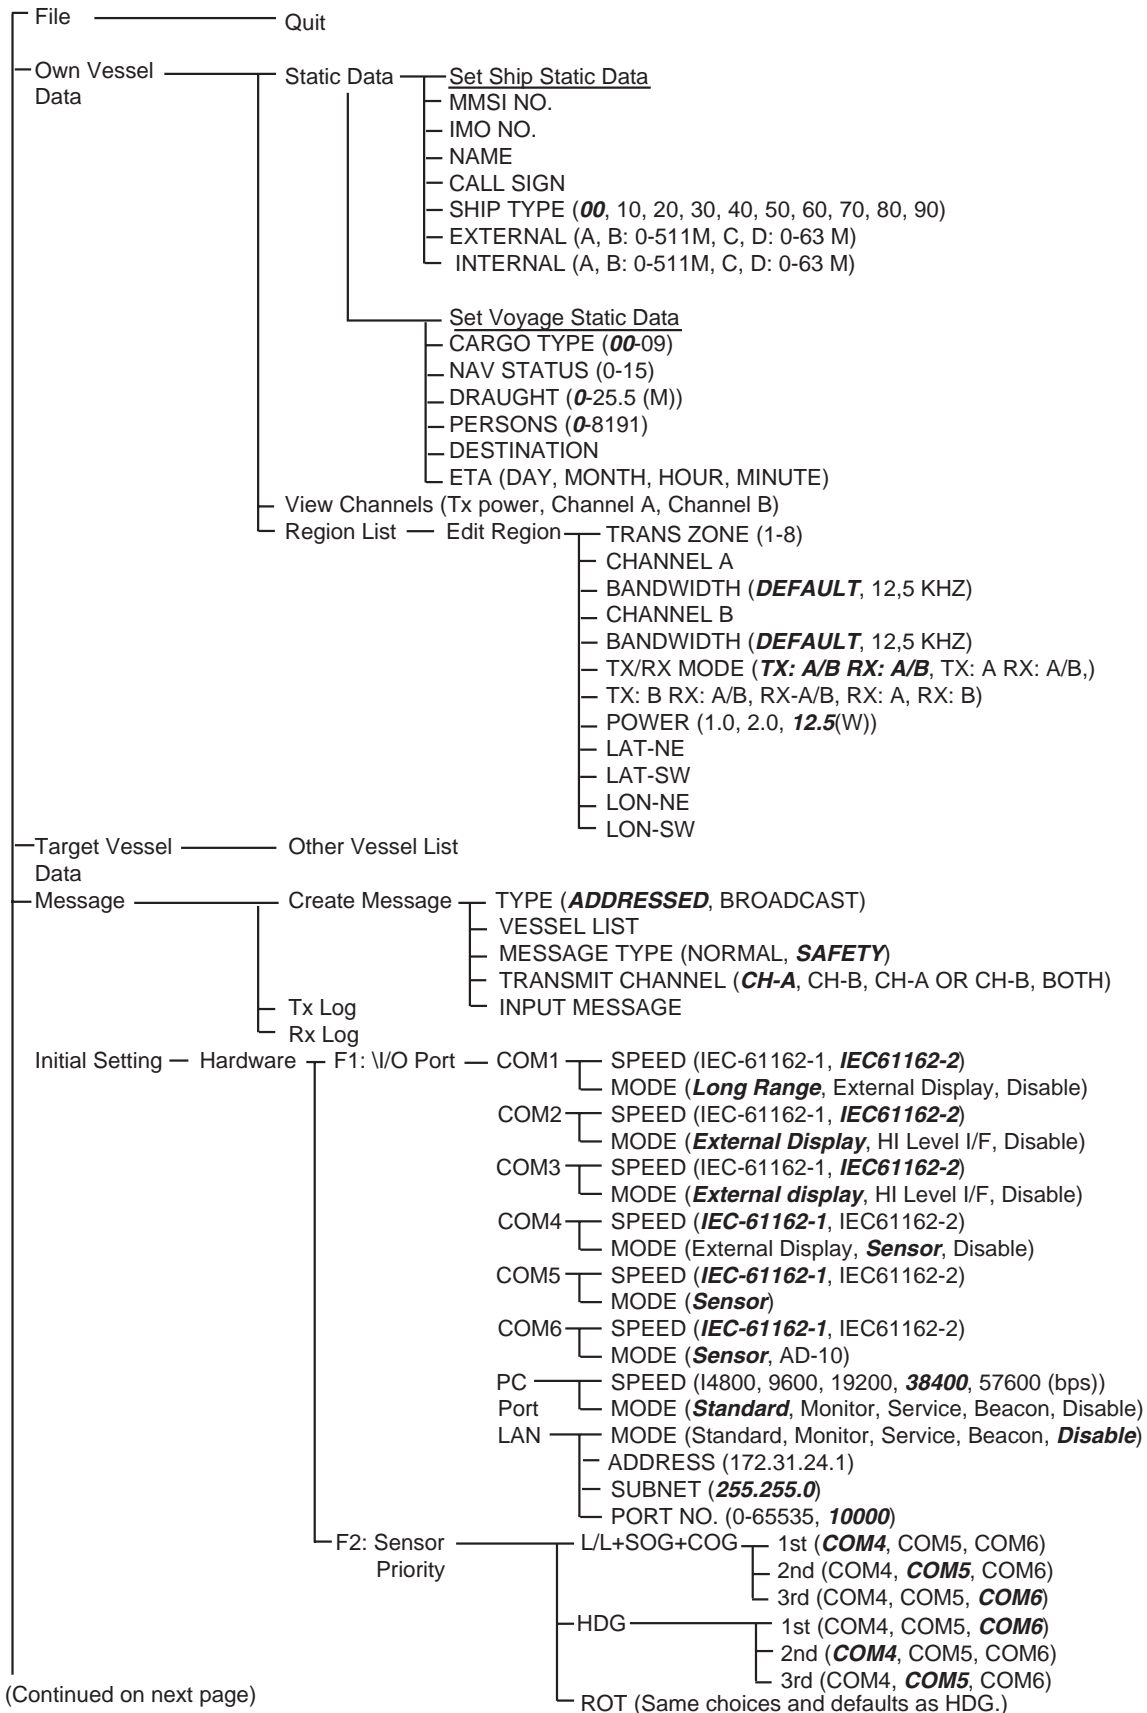 File
Quit
Own Vessel
Data
Static Data
Set Ship Static Data
MMSI NO.
IMO NO.
NAME
CALL SIGN
SHIP TYPE (00, 10, 20, 30, 40, 50, 60, 70, 80, 90)
EXTERNAL (A, B: 0-511M, C, D: 0-63 M)
INTERNAL (A, B: 0-511M, C, D: 0-63 M)
Set Voyage Static Data
CARGO TYPE (00-09)
NAV STATUS (0-15)
DRAUGHT (0-25.5 (M))
PERSONS (0-8191)
DESTINATION
ETA (DAY, MONTH, HOUR, MINUTE)
View Channels (Tx power, Channel A, Channel B)
Region List
Edit Region
TRANS ZONE (1-8)
CHANNEL A
BANDWIDTH (DEFAULT, 12,5 KHZ)
CHANNEL B
BANDWIDTH (DEFAULT, 12,5 KHZ)
TX/RX MODE (TX: A/B RX: A/B, TX: A RX: A/B,)
TX: B RX: A/B, RX-A/B, RX: A, RX: B)
POWER (1.0, 2.0, 12.5(W))
LAT-NE
LAT-SW
LON-NE
LON-SW
Target Vessel
Data
Other Vessel List
Message
Create Message
TYPE (ADDRESSED, BROADCAST)
VESSEL LIST
MESSAGE TYPE (NORMAL, SAFETY)
TRANSMIT CHANNEL (CH-A, CH-B, CH-A OR CH-B, BOTH)
INPUT MESSAGE
Tx Log
Rx Log
Initial Setting
Hardware
F1: \I/O Port
COM1
SPEED (IEC-61162-1, IEC61162-2)
MODE (Long Range, External Display, Disable)
COM2
SPEED (IEC-61162-1, IEC61162-2)
MODE (External Display, HI Level I/F, Disable)
COM3
SPEED (IEC-61162-1, IEC61162-2)
MODE (External display, HI Level I/F, Disable)
COM4
SPEED (IEC-61162-1, IEC61162-2)
MODE (External Display, Sensor, Disable)
COM5
SPEED (IEC-61162-1, IEC61162-2)
MODE (Sensor)
COM6
SPEED (IEC-61162-1, IEC61162-2)
MODE (Sensor, AD-10)
PC
Port
SPEED (I4800, 9600, 19200, 38400, 57600 (bps))
MODE (Standard, Monitor, Service, Beacon, Disable)
LAN
MODE (Standard, Monitor, Service, Beacon, Disable)
ADDRESS (172.31.24.1)
SUBNET (255.255.0)
PORT NO. (0-65535, 10000)
F2: Sensor
Priority
L/L+SOG+COG
1st (COM4, COM5, COM6)
2nd (COM4, COM5, COM6)
3rd (COM4, COM5, COM6)
HDG
1st (COM4, COM5, COM6)
2nd (COM4, COM5, COM6)
3rd (COM4, COM5, COM6)
ROT (Same choices and defaults as HDG.)
(Continued on next page)